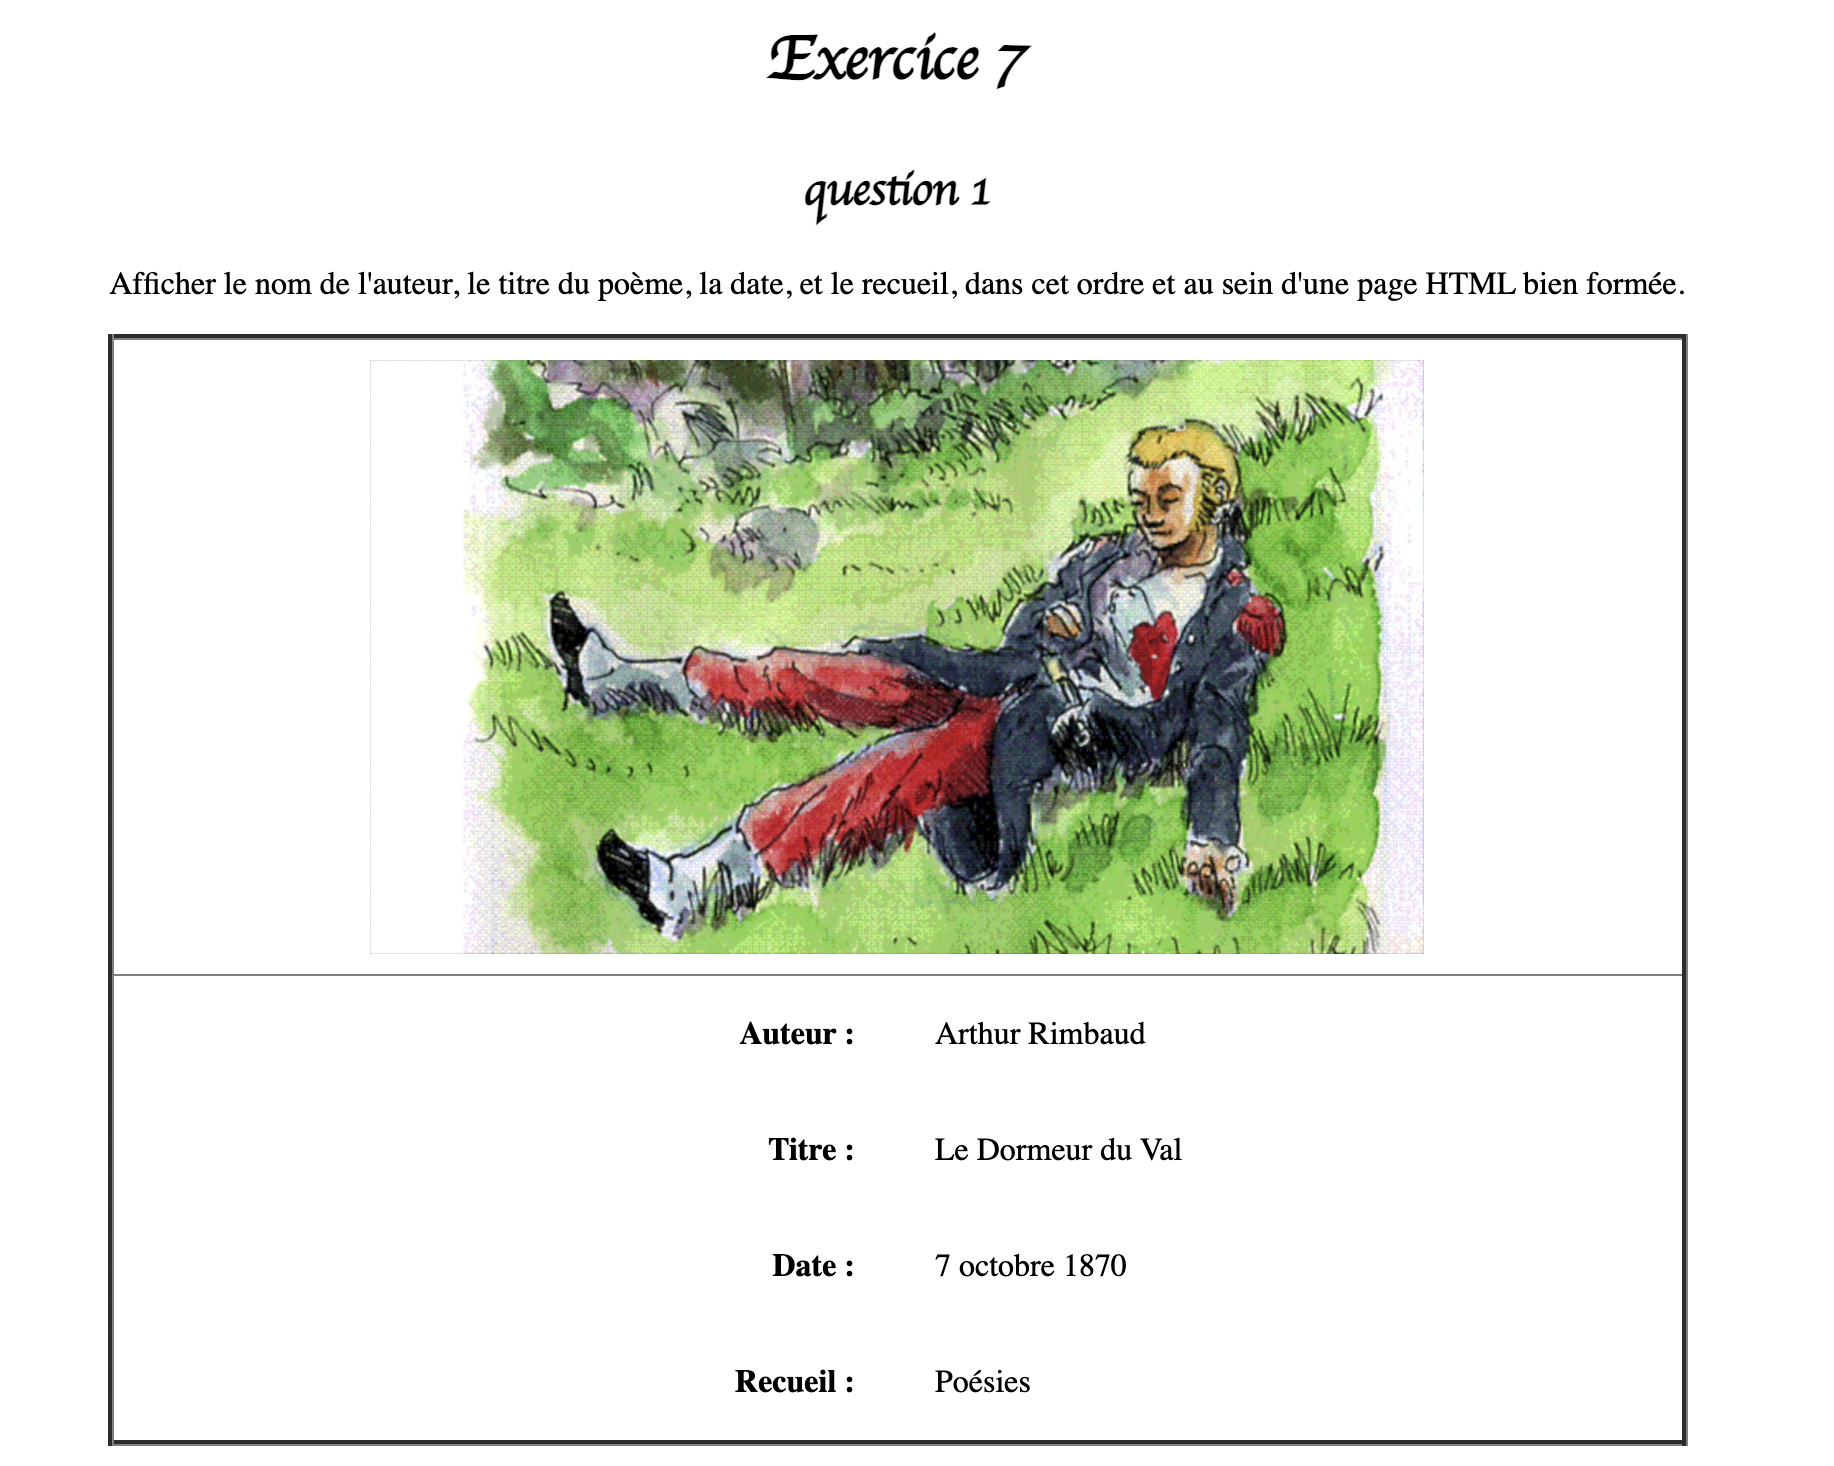 Exercice 7
question 1
Afficher le nom de l'auteur, le titre du poème, la date, et le recueil, dans cet ordre et au sein d'une page HTML bien formée.
Auteur : Arthur Rimbaud
Titre : Le Dormeur du Val
Date : 7 octobre 1870
Recueil : Poésies